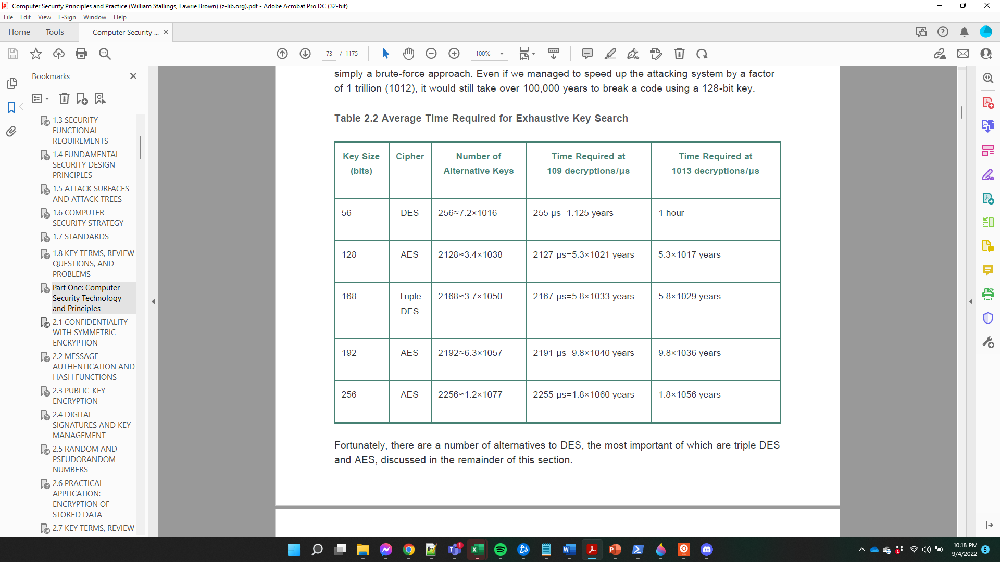 Computer Security Principles and Practice (William Stallings, Lawrie Brown) (z-lib.org).pdf - Adobe Acrobat Pro DC (32-bit)
File Edit View E-Sign Window Help
Home Tools Computer Security ... ×
73 / 1175 100%
Bookmarks
1.3 SECURITY
FUNCTIONAL
REQUIREMENTS
1.4 FUNDAMENTAL
SECURITY DESIGN
PRINCIPLES
1.5 ATTACK SURFACES
AND ATTACK TREES
1.6 COMPUTER
SECURITY STRATEGY
1.7 STANDARDS
1.8 KEY TERMS, REVIEW
QUESTIONS, AND
PROBLEMS
Part One: Computer
Security Technology
and Principles
2.1 CONFIDENTIALITY
WITH SYMMETRIC
ENCRYPTION
2.2 MESSAGE
AUTHENTICATION AND
HASH FUNCTIONS
2.3 PUBLIC-KEY
ENCRYPTION
2.4 DIGITAL
SIGNATURES AND KEY
MANAGEMENT
2.5 RANDOM AND
PSEUDORANDOM
NUMBERS
2.6 PRACTICAL
APPLICATION:
ENCRYPTION OF
STORED DATA
2.7 KEY TERMS, REVIEW
simply a brute-force approach. Even if we managed to speed up the attacking system by a factor
of 1 trillion (1012), it would still take over 100,000 years to break a code using a 128-bit key.
Table 2.2 Average Time Required for Exhaustive Key Search
Key Size Cipher Number of Time Required at Time Required at
(bits) Alternative Keys 109 decryptions/μs 1013 decryptions/μs
56 DES 256≈7.2×1016 255 μs=1.125 years 1 hour
128 AES 2128≈3.4×1038 2127 μs=5.3×1021 years 5.3×1017 years
168 Triple 2168≈3.7×1050 2167 μs=5.8×1033 years 5.8×1029 years
DES
192 AES 2192≈6.3×1057 2191 μs=9.8×1040 years 9.8×1036 years
256 AES 2256≈1.2×1077 2255 μs=1.8×1060 years 1.8×1056 years
Fortunately, there are a number of alternatives to DES, the most important of which are triple DES
and AES, discussed in the remainder of this section.
10:18 PM
9/4/2022 5